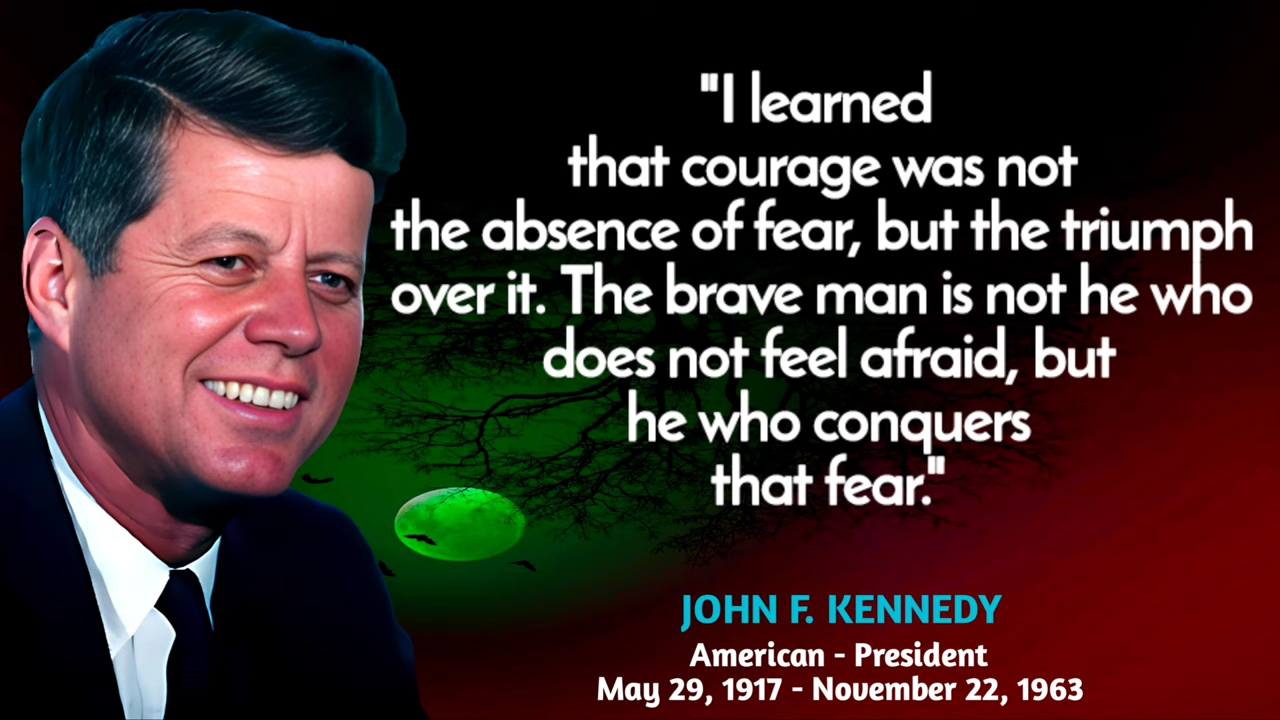 "I learned
that courage was not
the absence of fear, but the triumph
over it. The brave man is not he who
does not feel afraid, but
he who conquers
that fear."
JOHN F. KENNEDY
American - President
May 29, 1917 - November 22, 1963